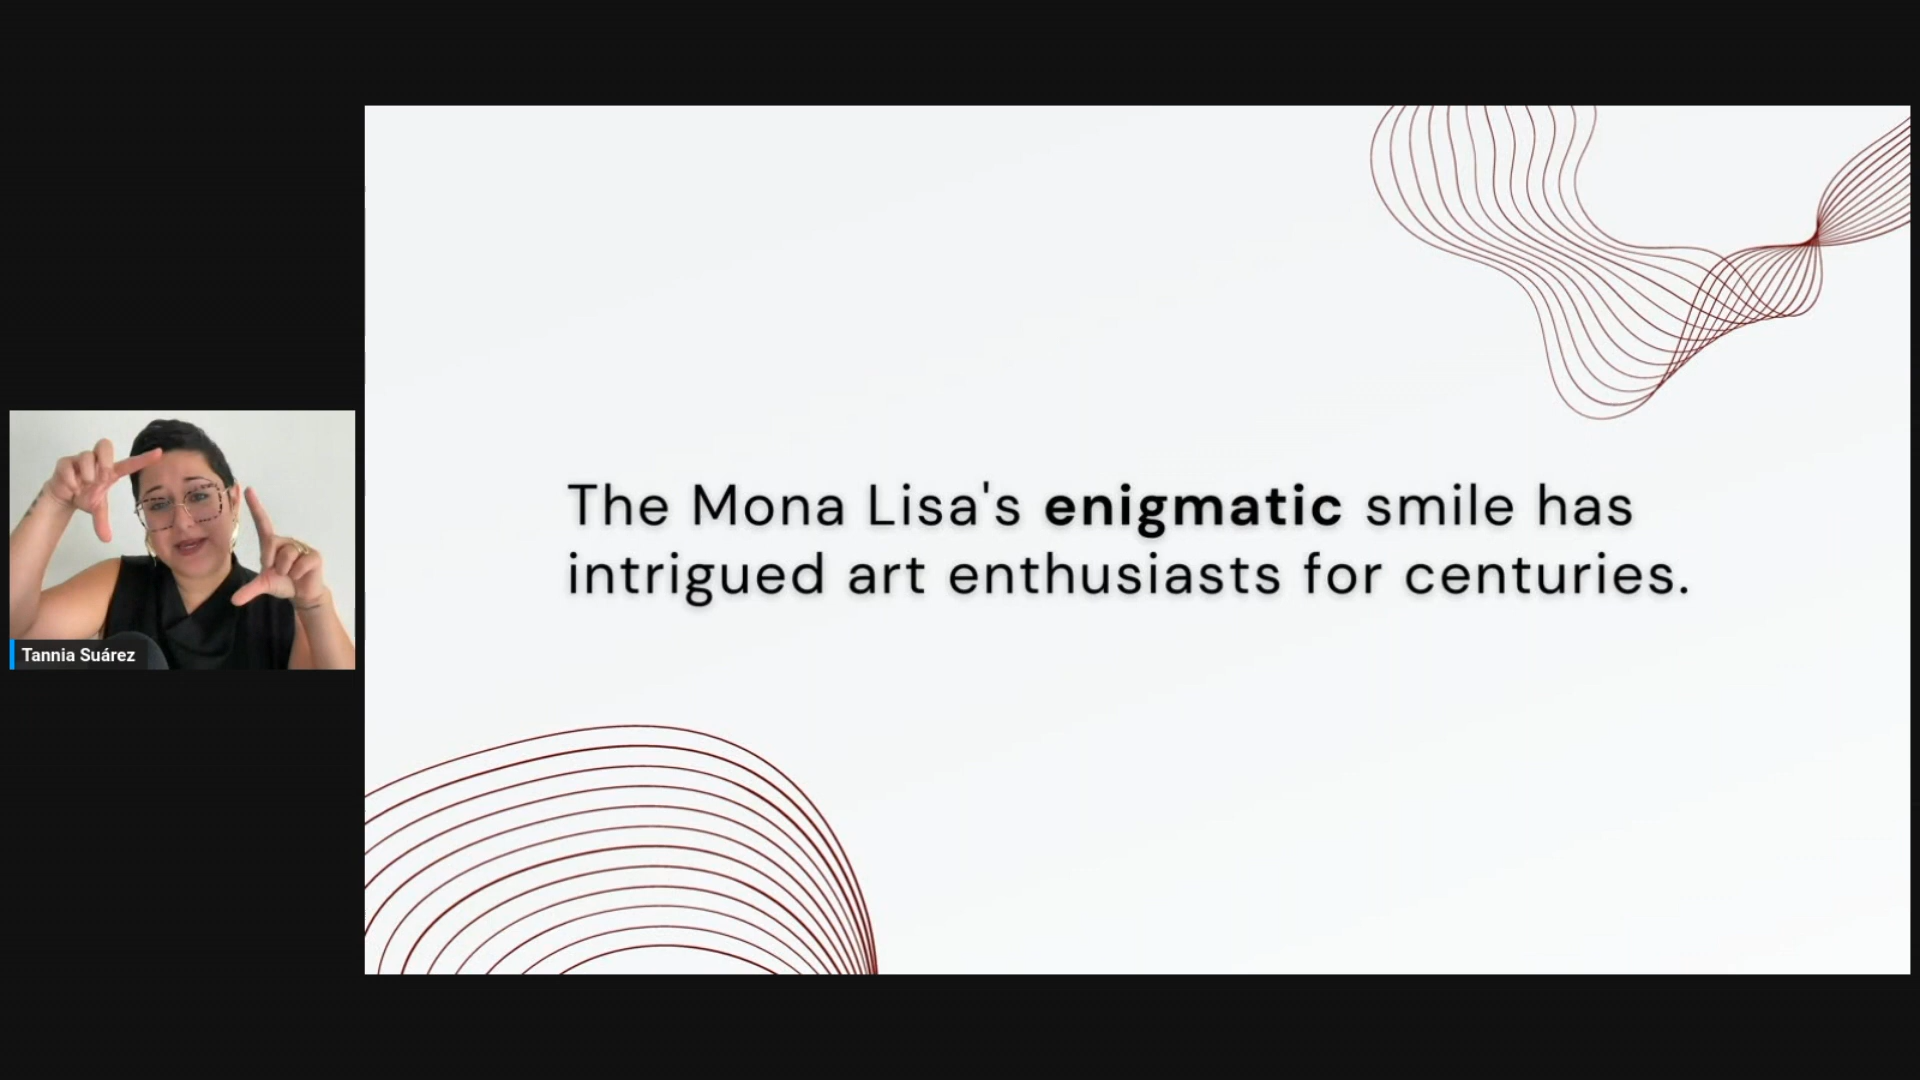 The Mona Lisa's enigmatic smile has
intrigued art enthusiasts for centuries.
Tannia Suárez